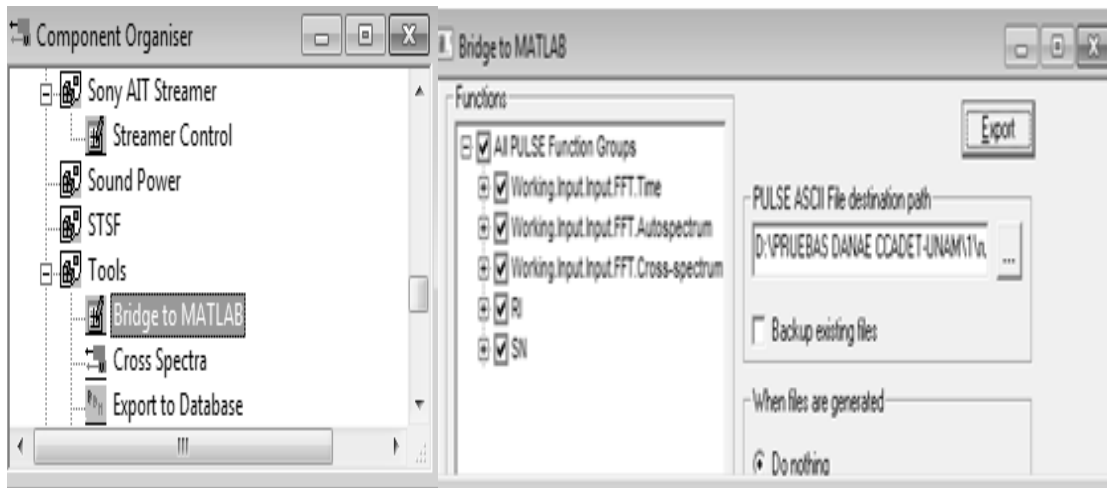 Component Organiser
Sony AIT Streamer
Streamer Control
Sound Power
STSF
Tools
Bridge to MATLAB
Cross Spectra
Export to Database
Bridge to MATLAB
Functions
All PULSE Function Groups
Working.Input.Input.FFT.Time
Working.Input.Input.FFT.Autospectrum
Working.Input.Input.FFT.Cross-spectrum
RI
SN
Export
PULSE ASCII File destination path
D:\PRUEBAS DANAE CCADET-UNAM\1\
...
Backup existing files
When files are generated
Do nothing